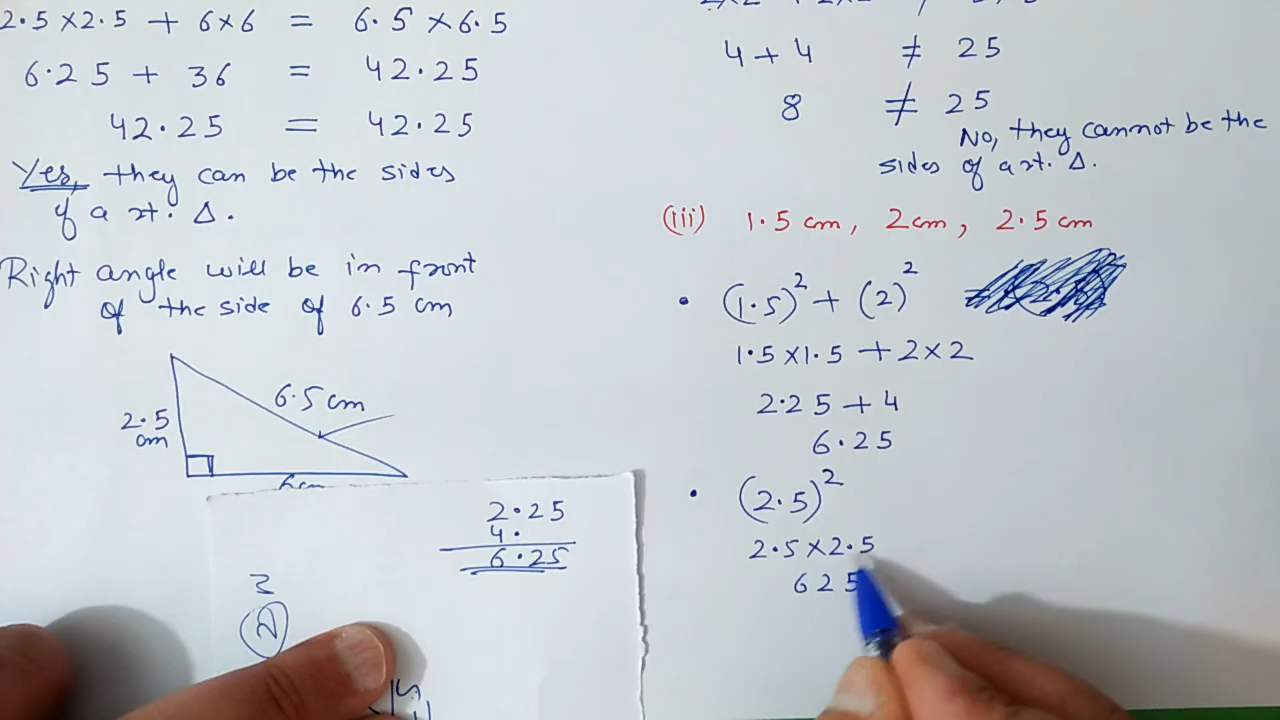 2.5 × 2.5 + 6 × 6 = 6.5 × 6.5
6.25 + 36 = 42.25
42.25 = 42.25
Yes, they can be the sides
of a rt. Δ.
Right angle will be in front
of the side of 6.5 cm
6.5 cm
2.5
cm
6cm
2.25
4.
6.25
2
4 + 4 ≠ 25
8 ≠ 25
No, they cannot be the
sides of a rt. Δ.
(iii) 1.5 cm, 2cm, 2.5 cm
• (1.5)² + (2)²
1.5 × 1.5 + 2 × 2
2.25 + 4
6.25
• (2.5)²
2.5 × 2.5
625